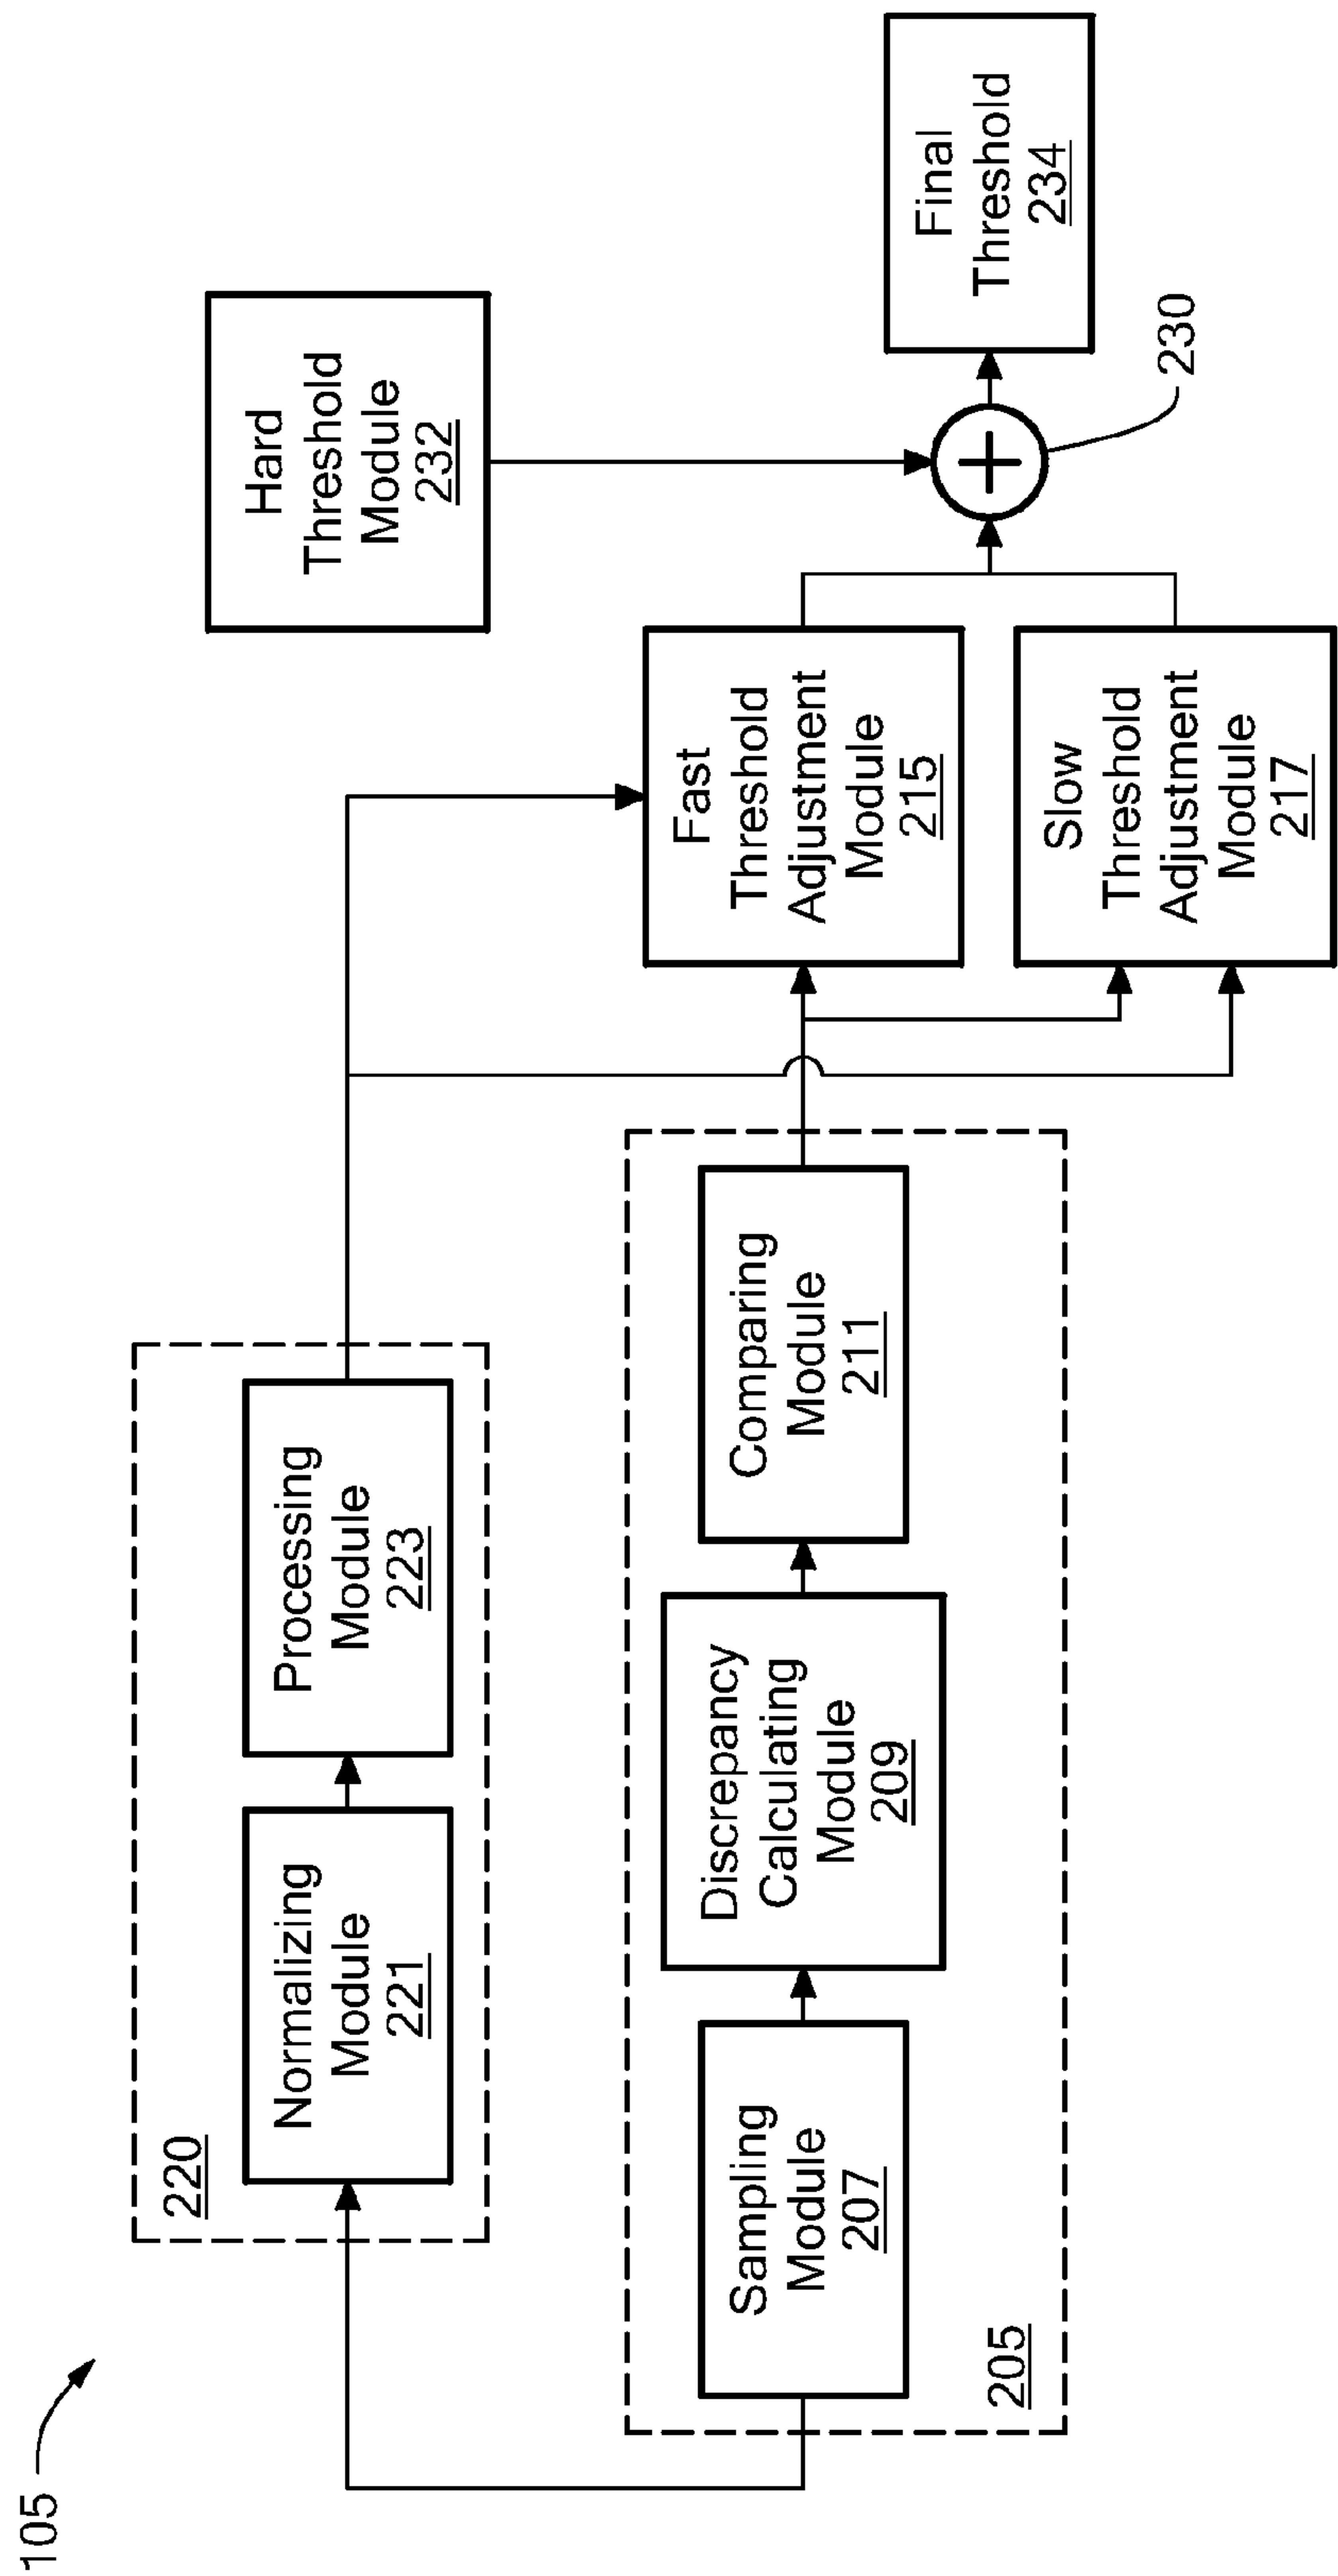 105
220
Normalizing
Module
221
Processing
Module
223
Hard
Threshold
Module
232
205
Sampling
Module
207
Discrepancy
Calculating
Module
209
Comparing
Module
211
Fast
Threshold
Adjustment
Module
215
Slow
Threshold
Adjustment
Module
217
+
230
Final
Threshold
234